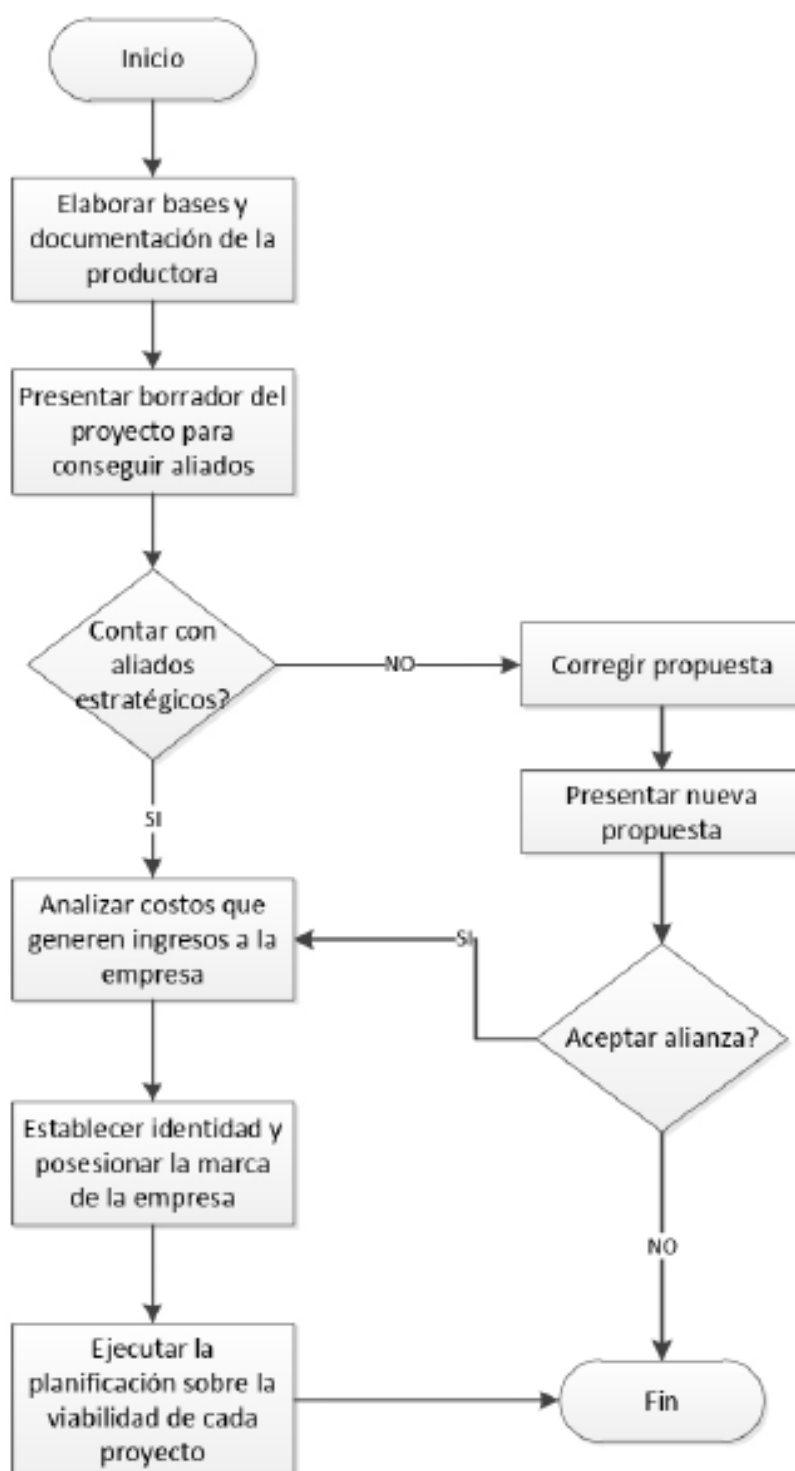 Inicio
Elaborar bases y
documentación de la
productora
Presentar borrador del
proyecto para
conseguir aliados
Contar con
aliados
estratégicos?
NO
Corregir propuesta
Presentar nueva
propuesta
SI
Analizar costos que
generen ingresos a la
empresa
SI
Aceptar alianza?
Establecer identidad y
posesionar la marca
de la empresa
NO
Ejecutar la
planificación sobre la
viabilidad de cada
proyecto
Fin